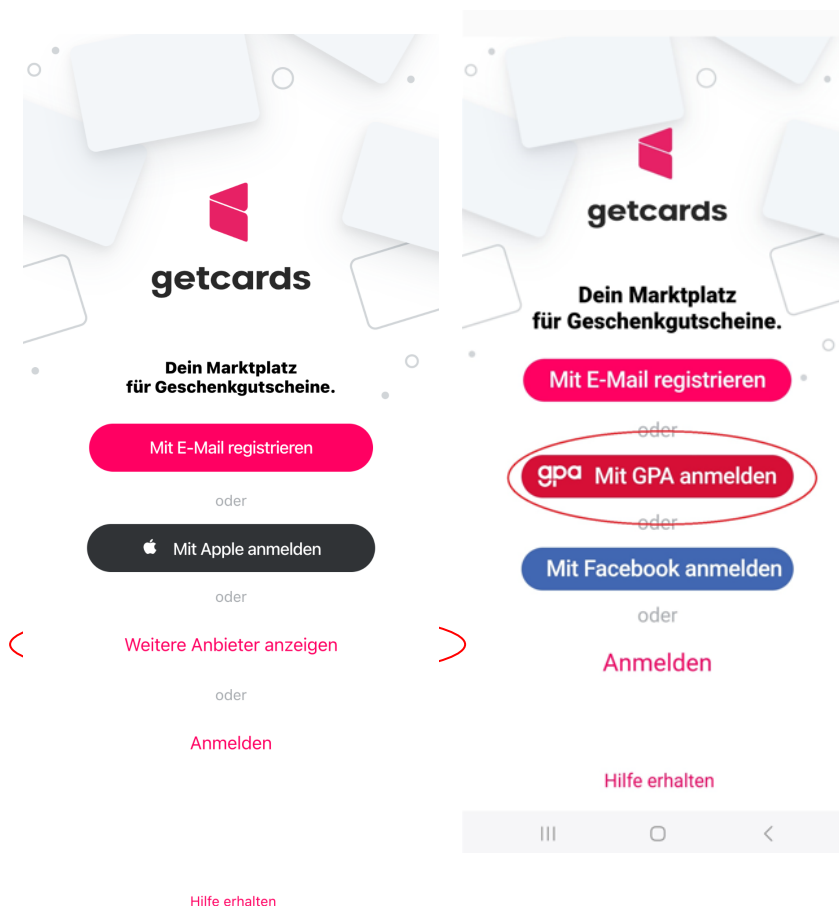 getcards
Dein Marktplatz
für Geschenkgutscheine.
Mit E-Mail registrieren
oder
Mit Apple anmelden
oder
Weitere Anbieter anzeigen
oder
Anmelden
Hilfe erhalten
getcards
Dein Marktplatz
für Geschenkgutscheine.
Mit E-Mail registrieren
oder
gpa Mit GPA anmelden
oder
Mit Facebook anmelden
oder
Anmelden
Hilfe erhalten